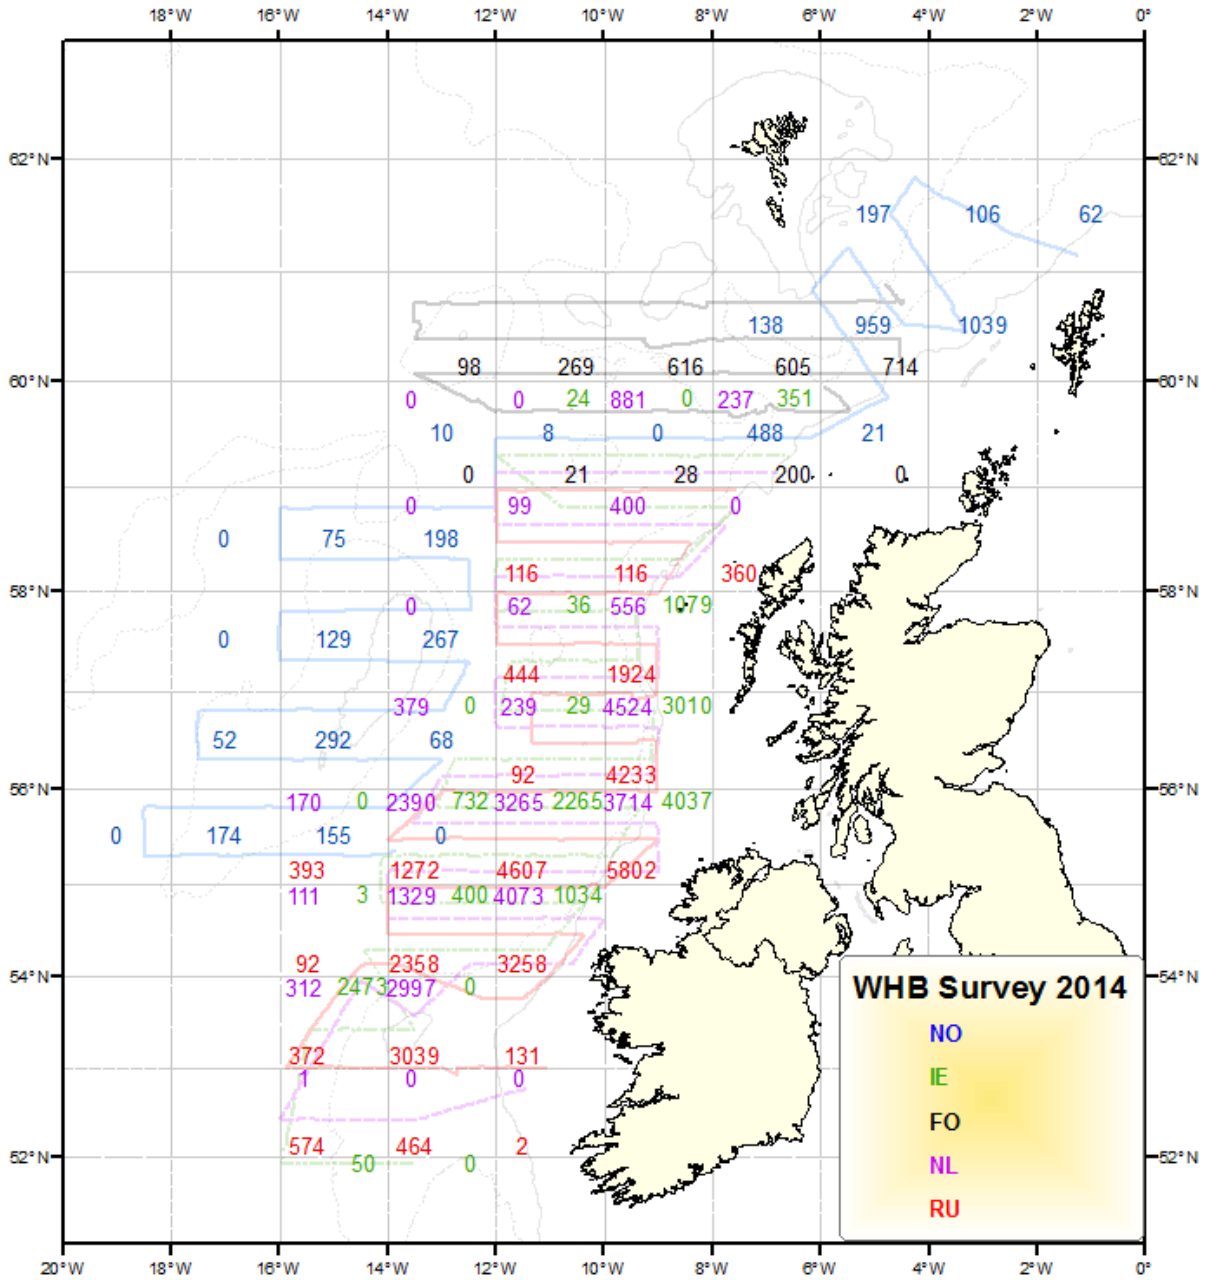 18°W 16°W 14°W 12°W 10°W 8°W 6°W 4°W 2°W 0°
62°N 62°N
197 106 62
138 959 1039
98 269 616 605 714
60°N 60°N
0 0 24 881 0 237 351
10 8 0 488 21
0 21 28 200 0
0 99 400 0
0 75 198
116 116 360
58°N 58°N
0 62 36 556 1079
0 129 267
444 1924
379 0 239 29 4524 3010
52 292 68
92 4233
56°N 56°N
170 0 2390 732 3265 2265 3714 4037
0 174 155 0
393 1272 4607 5802
111 3 1329 400 4073 1034
92 2358 3258
54°N 54°N
312 2473 2997 0
WHB Survey 2014
NO
372 3039 131
1 0 0
IE
FO
574 464 2
52°N 52°N
50 0
NL
RU
20°W 18°W 16°W 14°W 12°W 10°W 8°W 6°W 4°W 2°W 0°